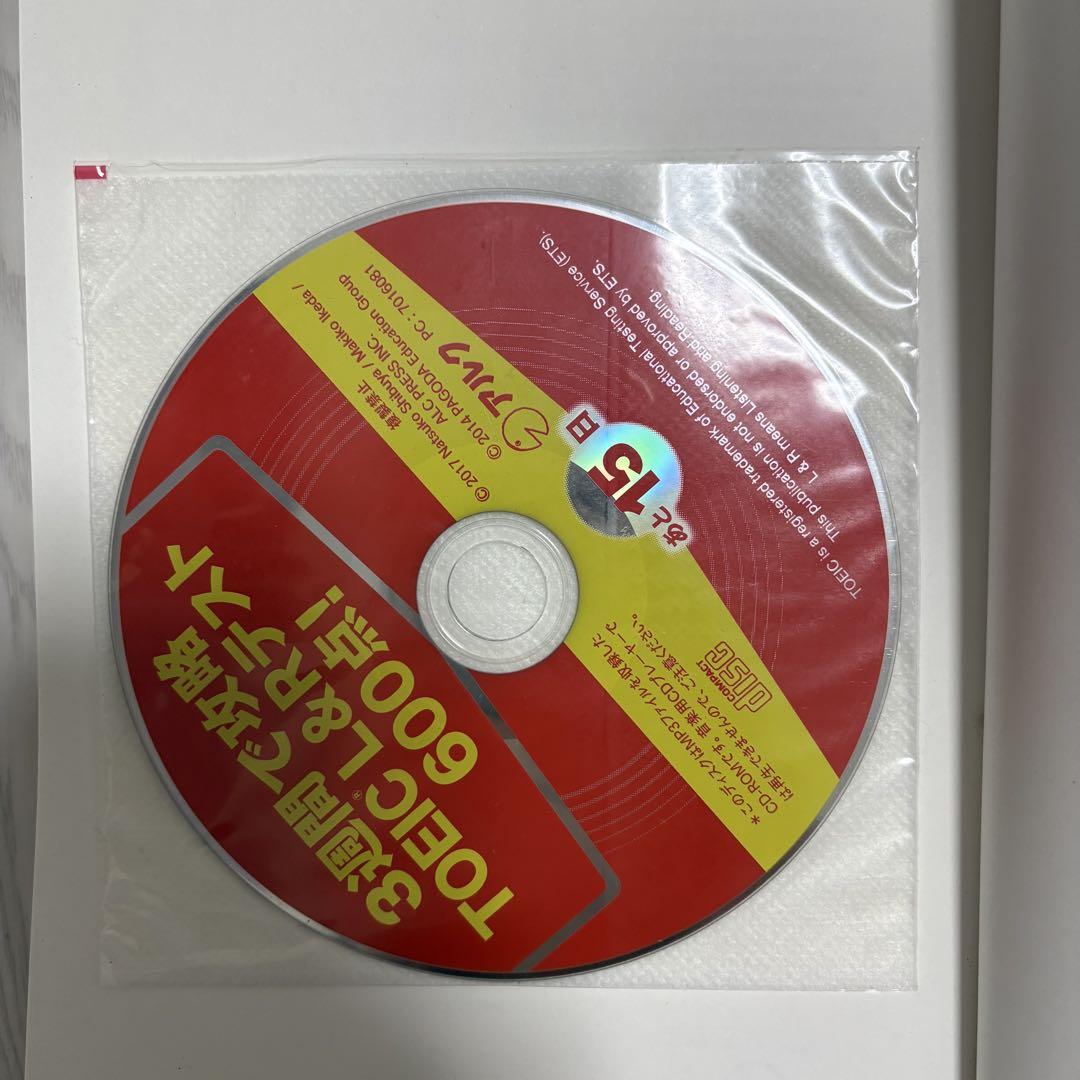 3週間で攻略
TOEIC® L&Rテスト
600点!
複製禁止
© 2017 Natsuko Shibuya / Makiko Ikeda /
ALC PRESS INC.
© 2014 PAGODA Education Group
アルク PC:7016081
あと15日
*このディスクはMP3ファイルを収録した
CD-ROMです。音楽用CDプレーヤーで
は再生できませんので、ご注意ください。
COMPACT
disc
TOEIC is a registered trademark of Educational Testing Service (ETS).
This publication is not endorsed or approved by ETS.
L & R means Listening and Reading.